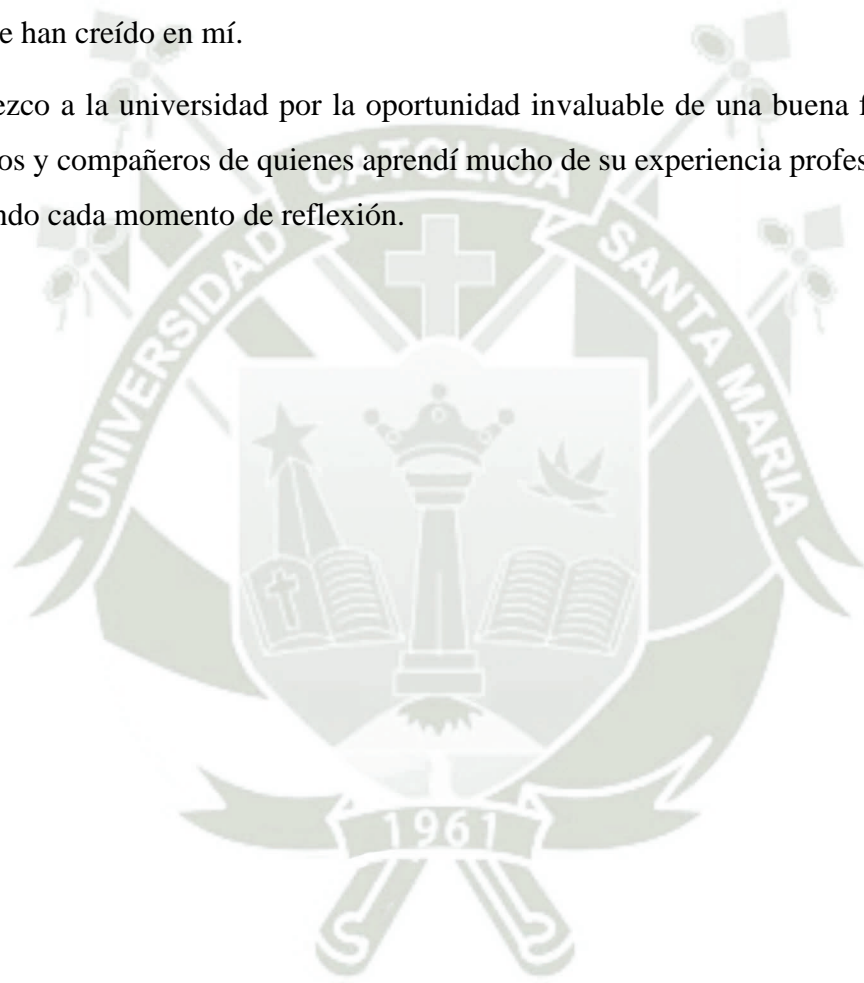 e han creído en mí.
ezco a la universidad por la oportunidad invaluable de una buena f
os y compañeros de quienes aprendí mucho de su experiencia profes
ndo cada momento de reflexión.
UNIVERSIDAD CATOLICA SANTA MARIA
1961